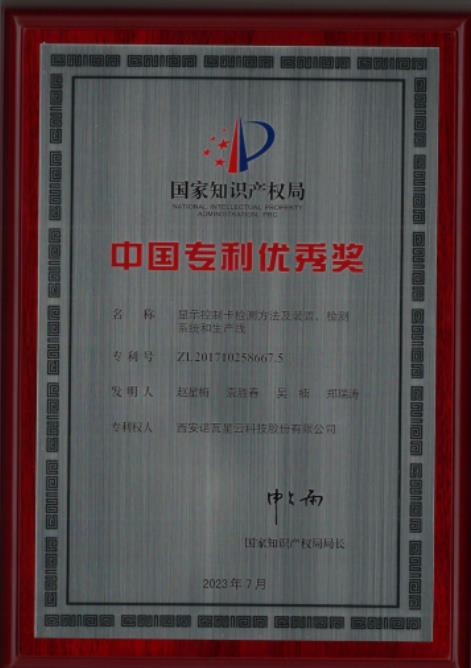 国家知识产权局
NATIONAL INTELLECTUAL PROPERTY
ADMINISTRATION, PRC
中国专利优秀奖
名 称 显示控制卡检测方法及装置、检测
系统和生产线
专 利 号 ZL201710258667.5
发 明 人 赵星梅 袁胜春 吴 楠 郑瑞涛
专利权人 西安诺瓦星云科技股份有限公司
申长雨
国家知识产权局局长
2023年7月